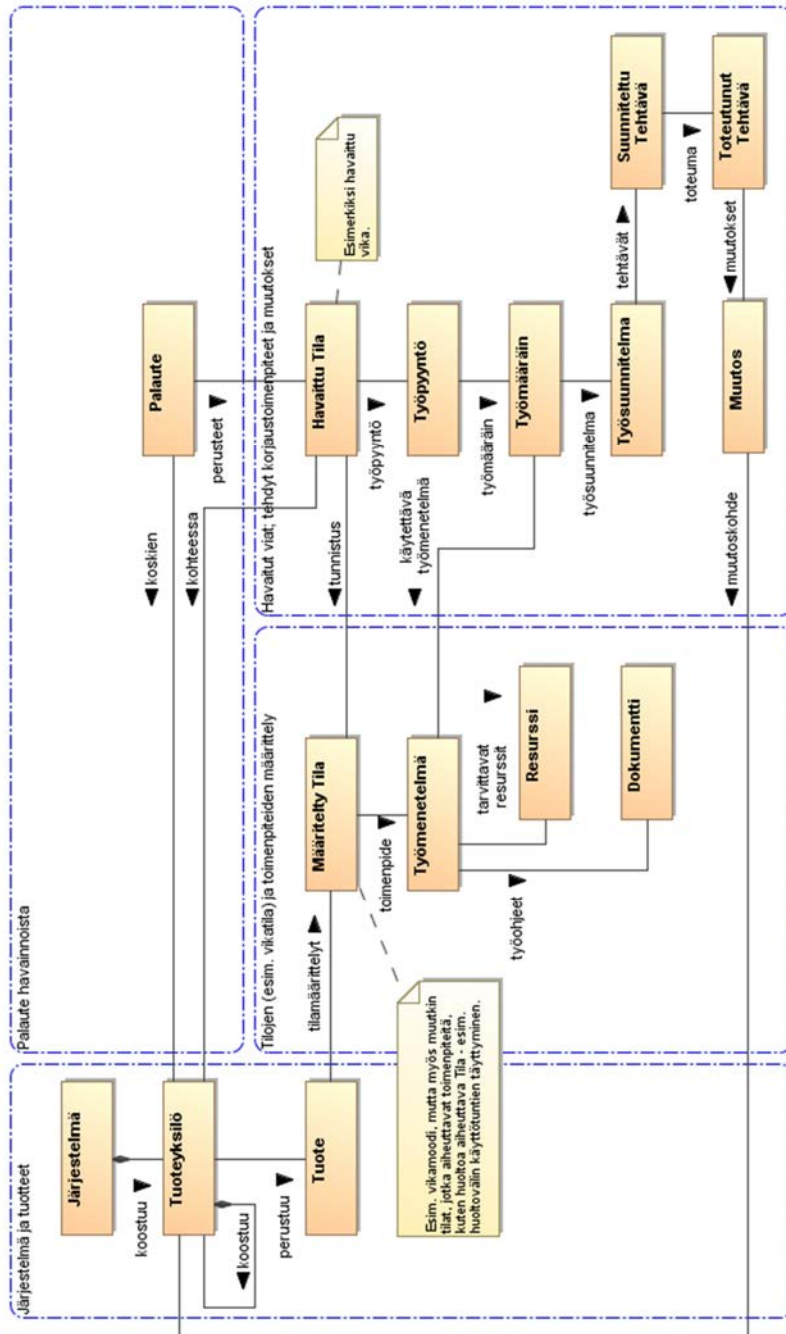 Järjestelmä ja tuotteet
Järjestelmä
koostuu
Tuoteyksilö
koostuu
perustuu
Tuote
Palaute havainnoista
Palaute
koskien
perusteet
kohteessa
Tilojen (esim. vikatila) ja toimenpiteiden määrittely
tilamäärittelyt
Määritelty Tila
Esim. vikamoodi, mutta myös muutkin
tilat, jotka aiheuttavat toimenpiteitä,
kuten huoltoa aiheuttava Tila - esim.
huoltovälin käyttötuntien täyttyminen.
toimenpide
Työmenetelmä
tarvittavat
resurssit
Resurssi
työohjeet
Dokumentti
Havaitut viat; tehdyt korjaustoimenpiteet ja muutokset
Havaittu Tila
Esimerkiksi havaittu
vika.
tunnistus
työpyyntö
Työpyyntö
käytettävä
työmenetelmä
työmääräin
Työmääräin
työsuunnitelma
Työsuunnitelma
tehtävät
Suunniteltu
Tehtävä
toteuma
Toteutunut
Tehtävä
muutokset
Muutos
muutoskohde